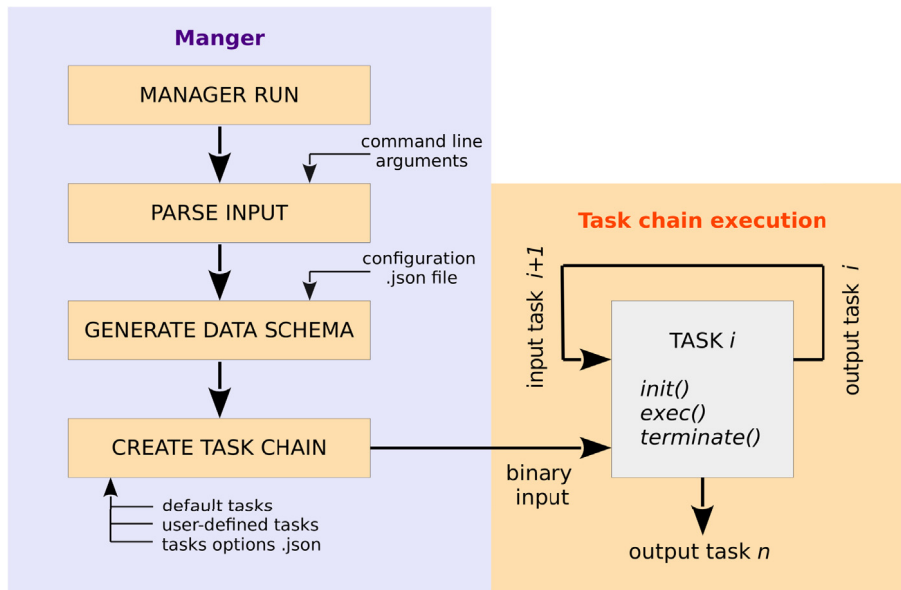 Manger
MANAGER RUN
command line
arguments
PARSE INPUT
configuration
.json file
GENERATE DATA SCHEMA
CREATE TASK CHAIN
default tasks
user-defined tasks
tasks options .json
Task chain execution
input task i+1
output task i
TASK i
init()
exec()
terminate()
binary
input
output task n